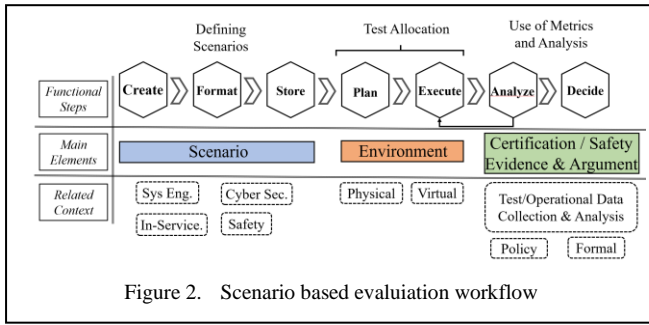 Defining
Scenarios
Test Allocation
Use of Metrics
and Analysis
Functional
Steps
Create
Format
Store
Plan
Execute
Analyze
Decide
Main
Elements
Scenario
Environment
Certification / Safety
Evidence & Argument
Related
Context
Sys Eng.
Cyber Sec.
Physical
Virtual
Test/Operational Data
Collection & Analysis
In-Service.
Safety
Policy
Formal
Figure 2. Scenario based evaluiation workflow